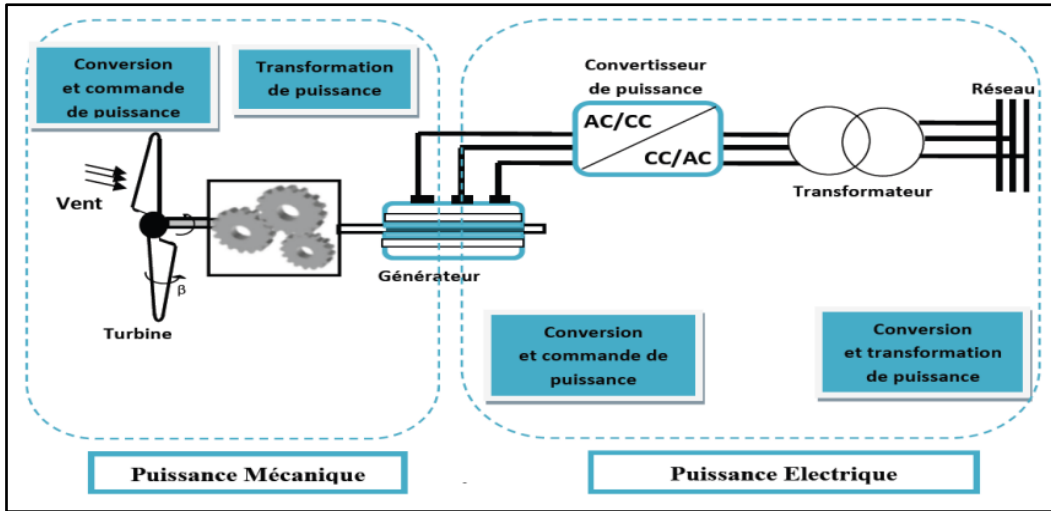 Conversion
et commande
de puissance
Transformation
de puissance
Convertisseur
de puissance
Réseau
AC/CC
CC/AC
Vent
Transformateur
Générateur
β
Turbine
Conversion
et commande de
puissance
Conversion
et transformation
de puissance
Puissance Mécanique
Puissance Electrique